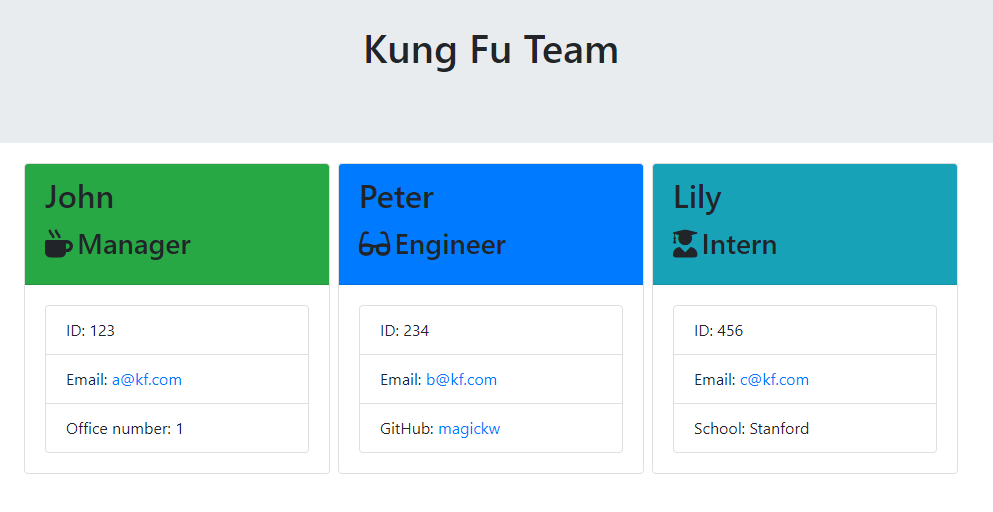 Kung Fu Team
John
Manager
ID: 123
Email: a@kf.com
Office number: 1
Peter
Engineer
ID: 234
Email: b@kf.com
GitHub: magickw
Lily
Intern
ID: 456
Email: c@kf.com
School: Stanford